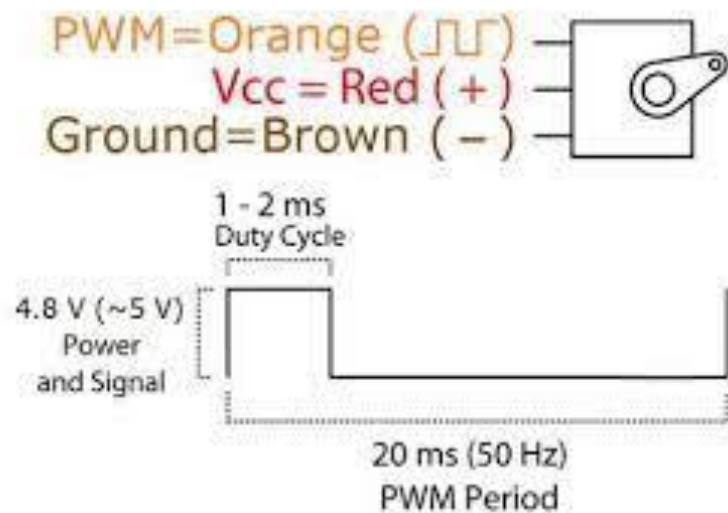 PWM=Orange (⎍⎍)
Vcc = Red (+)
Ground=Brown (−)
1 - 2 ms
Duty Cycle
4.8 V (~5 V)
Power
and Signal
20 ms (50 Hz)
PWM Period